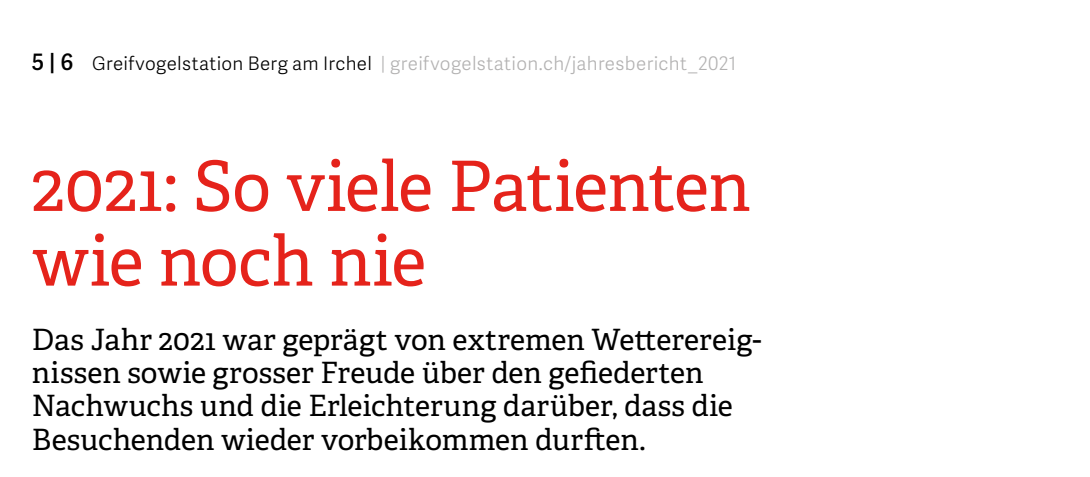 5 | 6 Greifvogelstation Berg am Irchel | greifvogelstation.ch/jahresbericht_2021
2021: So viele Patienten
wie noch nie
Das Jahr 2021 war geprägt von extremen Wetterereig-
nissen sowie grosser Freude über den gefiederten
Nachwuchs und die Erleichterung darüber, dass die
Besuchenden wieder vorbeikommen durften.